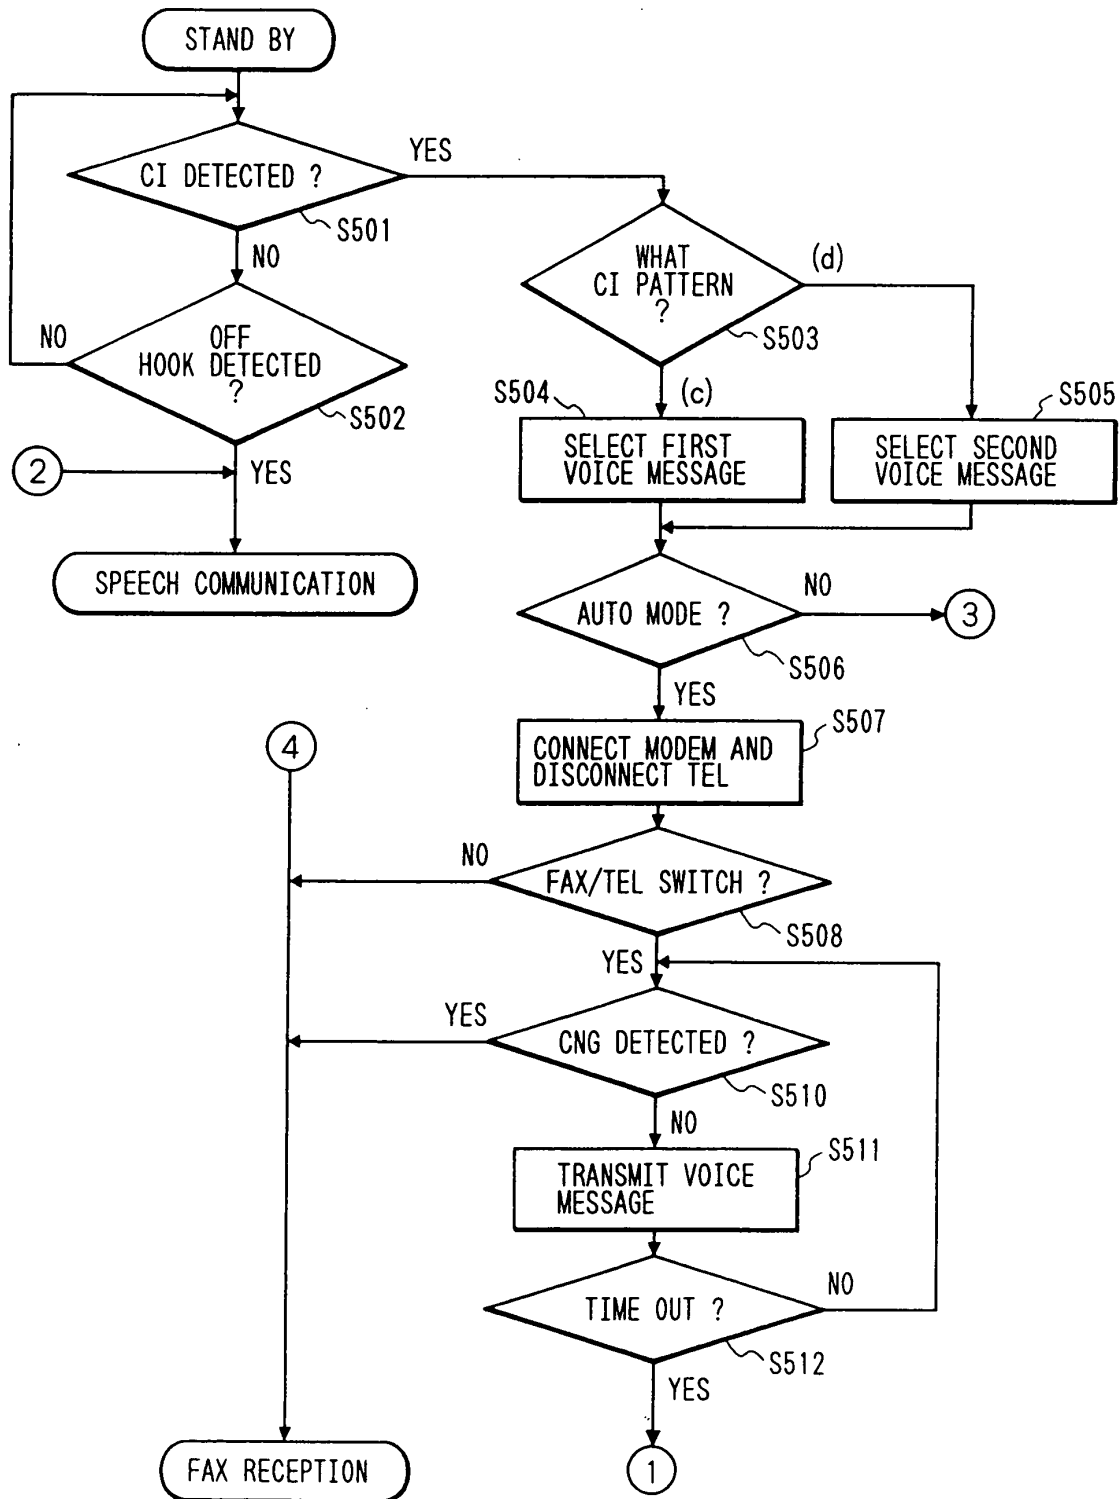 STAND BY
CI DETECTED ?
YES
S501
NO
WHAT
CI PATTERN
?
(d)
S503
OFF
HOOK DETECTED
?
NO
S502
(c)
S504
SELECT FIRST
VOICE MESSAGE
S505
SELECT SECOND
VOICE MESSAGE
2
YES
SPEECH COMMUNICATION
AUTO MODE ?
NO
3
S506
YES
4
CONNECT MODEM AND
DISCONNECT TEL
S507
NO
FAX/TEL SWITCH ?
S508
YES
YES
CNG DETECTED ?
S510
NO
TRANSMIT VOICE
MESSAGE
S511
TIME OUT ?
NO
S512
YES
FAX RECEPTION
1